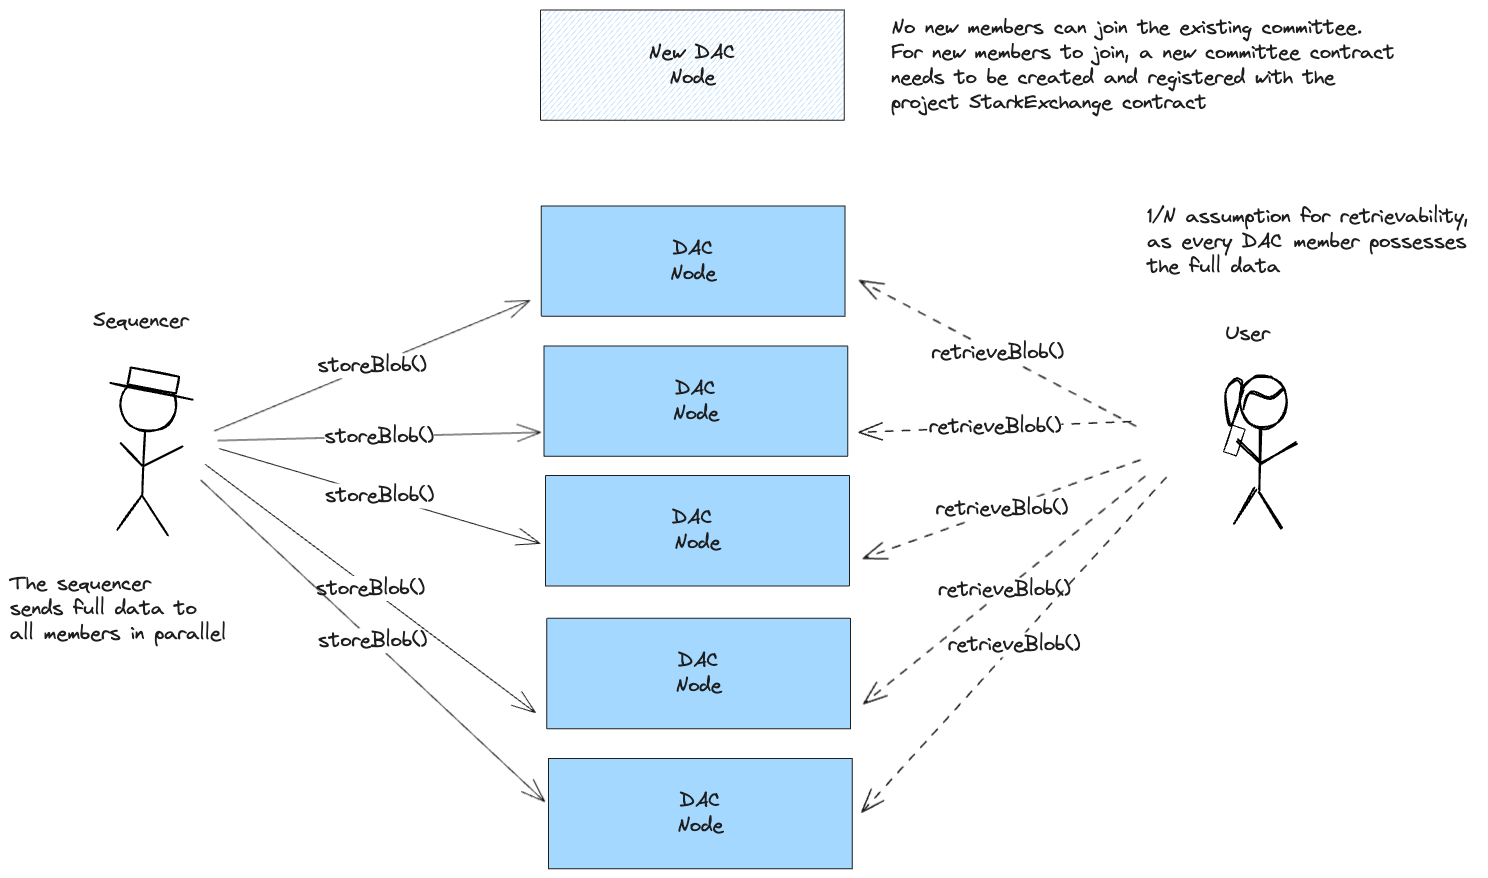 New DAC
Node
No new members can join the existing committee.
For new members to join, a new committee contract
needs to be created and registered with the
project StarkExchange contract
1/N assumption for retrievability,
as every DAC member possesses
the full data
DAC
Node
Sequencer
User
storeBlob()
retrieveBlob()
DAC
Node
storeBlob()
retrieveBlob()
storeBlob()
retrieveBlob()
DAC
Node
The sequencer
sends full data to
all members in parallel
storeBlob()
retrieveBlob()
storeBlob()
retrieveBlob()
DAC
Node
DAC
Node